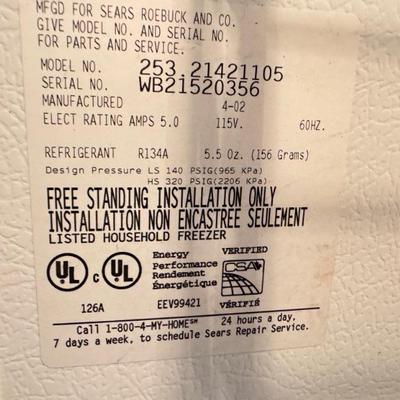 MFGD FOR SEARS ROEBUCK AND CO.
GIVE MODEL NO. AND SERIAL NO.
FOR PARTS AND SERVICE.
MODEL NO. 253.21421105
SERIAL NO. WB21520356
MANUFACTURED 4-02
ELECT RATING AMPS 5.0 115V. 60HZ.
REFRIGERANT R134A 5.5 Oz. (156 Grams)
Design Pressure LS 140 PSIG(965 KPa)
HS 320 PSIG(2206 KPa)
FREE STANDING INSTALLATION ONLY
INSTALLATION NON ENCASTREE SEULEMENT
LISTED HOUSEHOLD FREEZER
UL c UL
126A
Energy
Performance
Rendement
Énergétique
EEV99421
VERIFIED
CSA
VÉRIFIÉ
Call 1-800-4-MY-HOME℠ 24 hours a day,
7 days a week, to schedule Sears Repair Service.